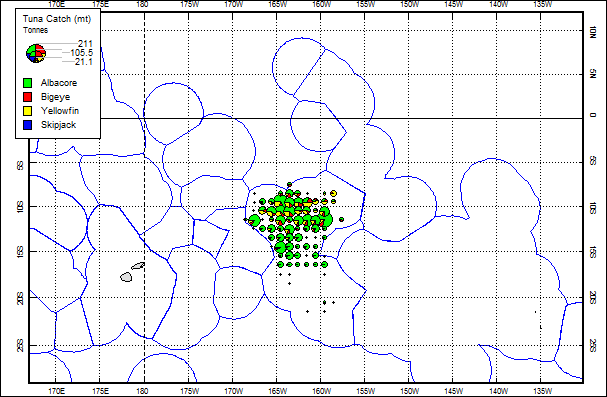 170E 175E 180 175W 170W 165W 160W 155W 150W 145W 140W 135W
Tuna Catch (mt)
Tonnes
211
105.5
21.1
Albacore
Bigeye
Yellowfin
Skipjack
10N
5N
0
5S
5S
10S
10S
15S
15S
20S
20S
25S
25S
170E 175E 180 175W 170W 165W 160W 155W 150W 145W 140W 135W